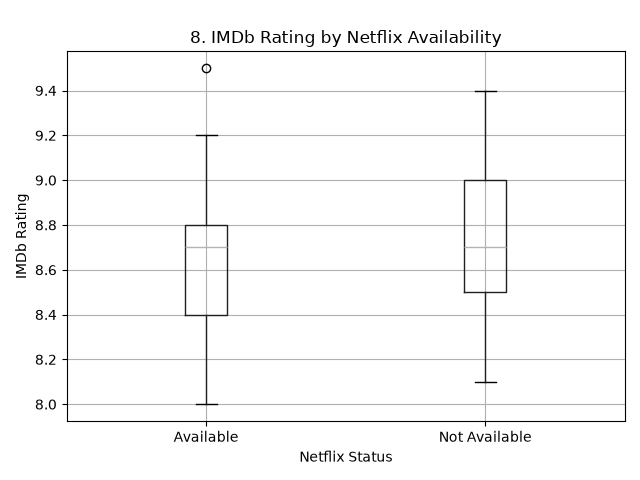 8. IMDb Rating by Netflix Availability
9.4
9.2
9.0
8.8
8.6
8.4
8.2
8.0
IMDb Rating
Available
Not Available
Netflix Status